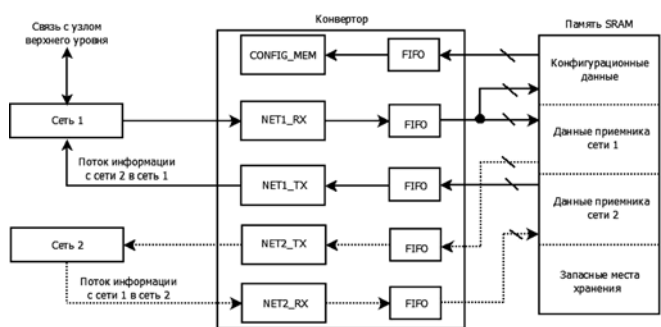 Связь с узлом
верхнего уровня
Конвертор
Память SRAM
CONFIG_MEM
FIFO
Конфигурационные
данные
Сеть 1
NET1_RX
FIFO
Данные приемника
сети 1
Поток информации
с сети 2 в сеть 1
NET1_TX
FIFO
Данные приемника
сети 2
Сеть 2
NET2_TX
FIFO
Поток информации
с сети 1 в сеть 2
NET2_RX
FIFO
Запасные места
хранения